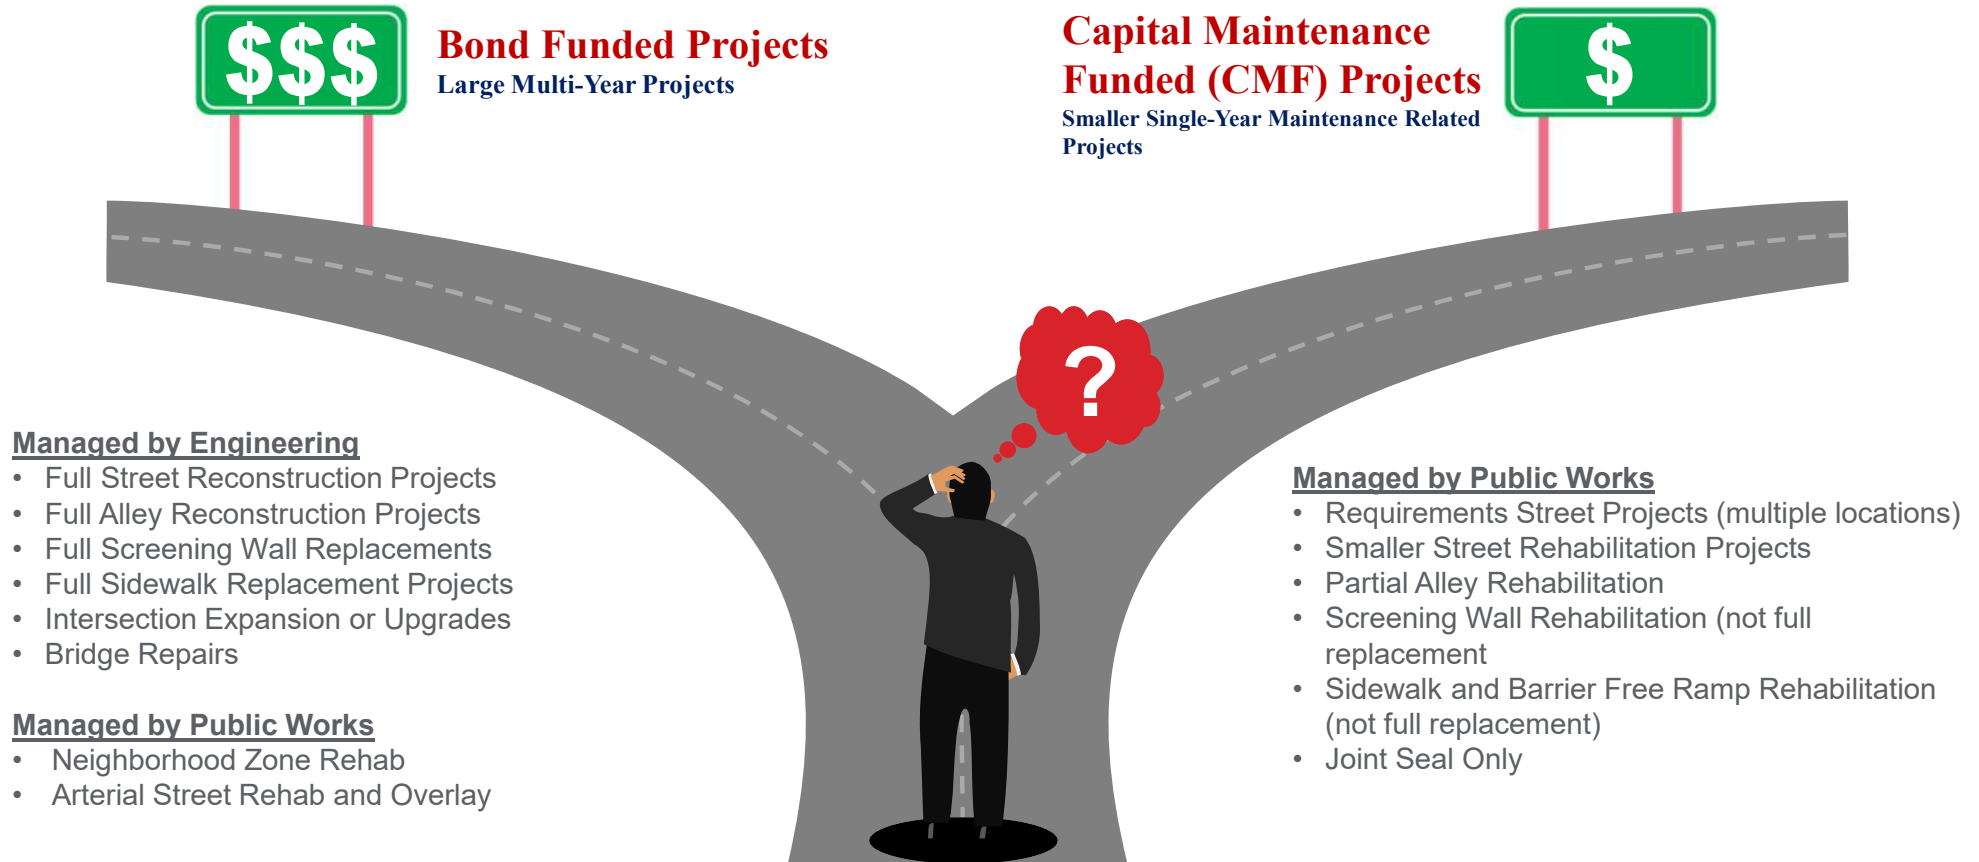 $$$
Bond Funded Projects
Large Multi-Year Projects
Capital Maintenance
Funded (CMF) Projects
Smaller Single-Year Maintenance Related
Projects
$
?
Managed by Engineering
• Full Street Reconstruction Projects
• Full Alley Reconstruction Projects
• Full Screening Wall Replacements
• Full Sidewalk Replacement Projects
• Intersection Expansion or Upgrades
• Bridge Repairs
Managed by Public Works
• Neighborhood Zone Rehab
• Arterial Street Rehab and Overlay
Managed by Public Works
• Requirements Street Projects (multiple locations)
• Smaller Street Rehabilitation Projects
• Partial Alley Rehabilitation
• Screening Wall Rehabilitation (not full
replacement
• Sidewalk and Barrier Free Ramp Rehabilitation
(not full replacement)
• Joint Seal Only